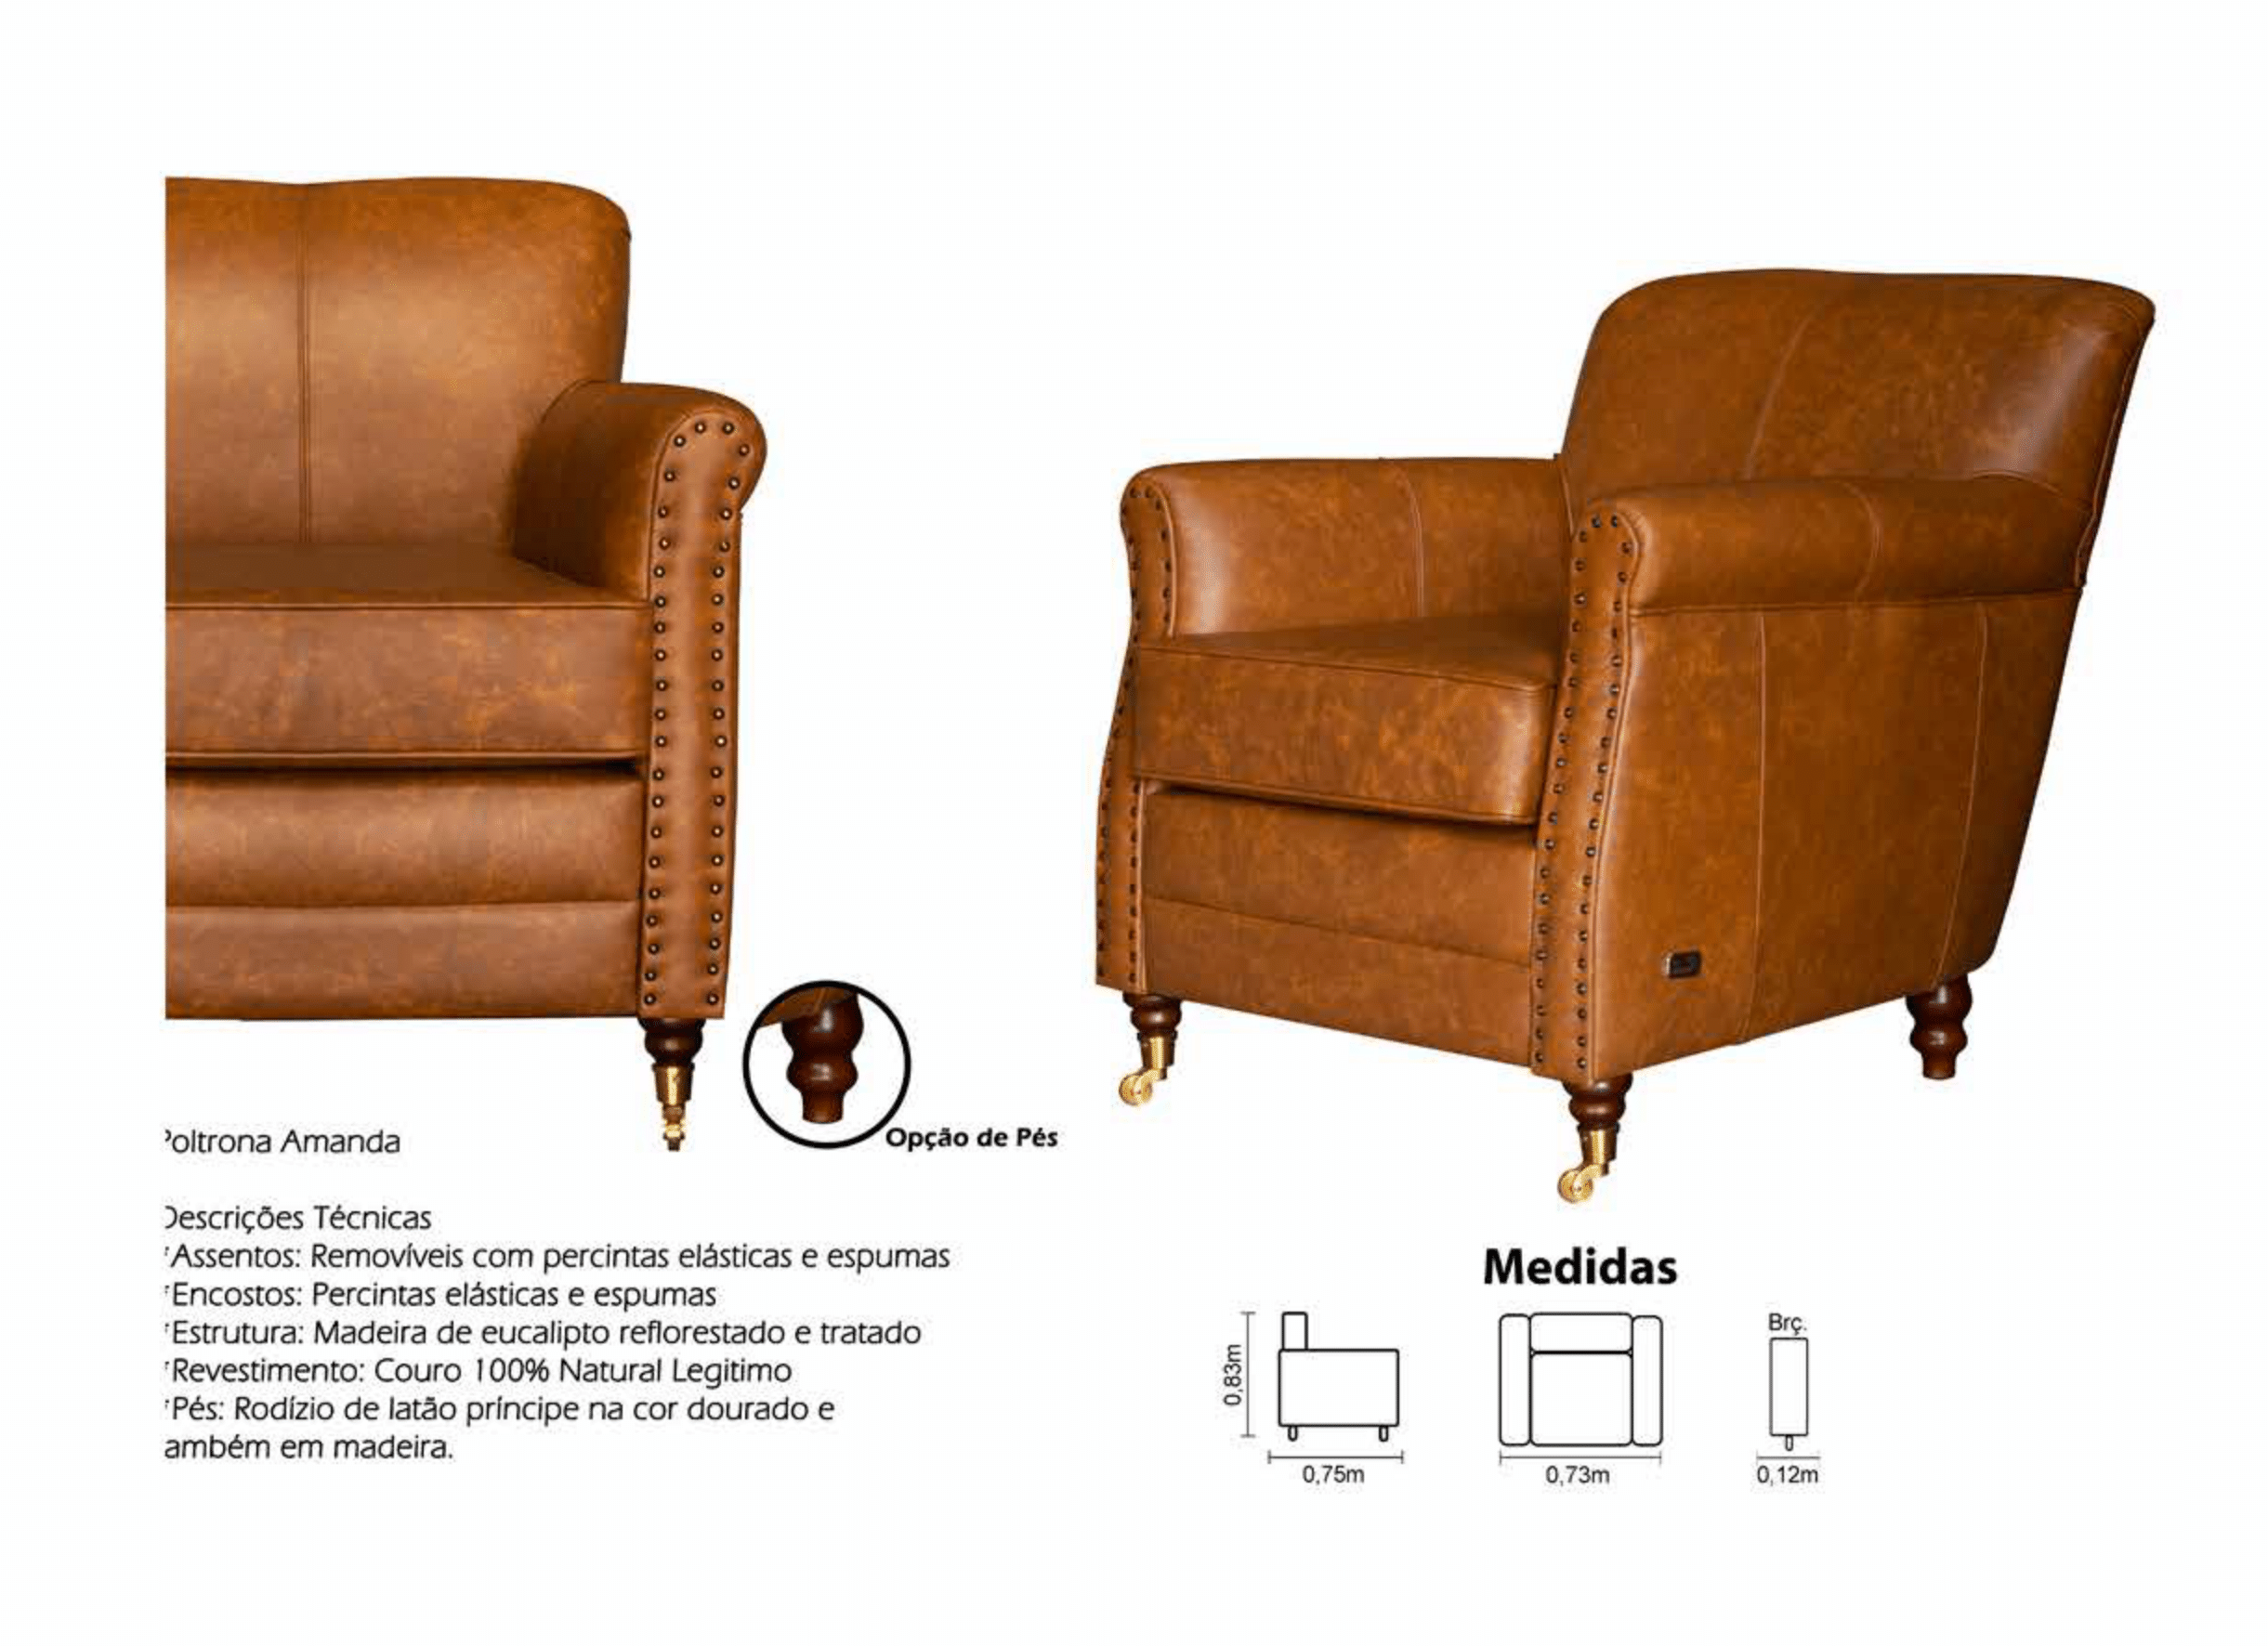 Poltrona Amanda
Opção de Pés
Descrições Técnicas
*Assentos: Removíveis com percintas elásticas e espumas
*Encostos: Percintas elásticas e espumas
*Estrutura: Madeira de eucalipto reflorestado e tratado
*Revestimento: Couro 100% Natural Legitimo
*Pés: Rodízio de latão príncipe na cor dourado e
ambém em madeira.
Medidas
0,83m
0,75m
0,73m
Brç.
0,12m